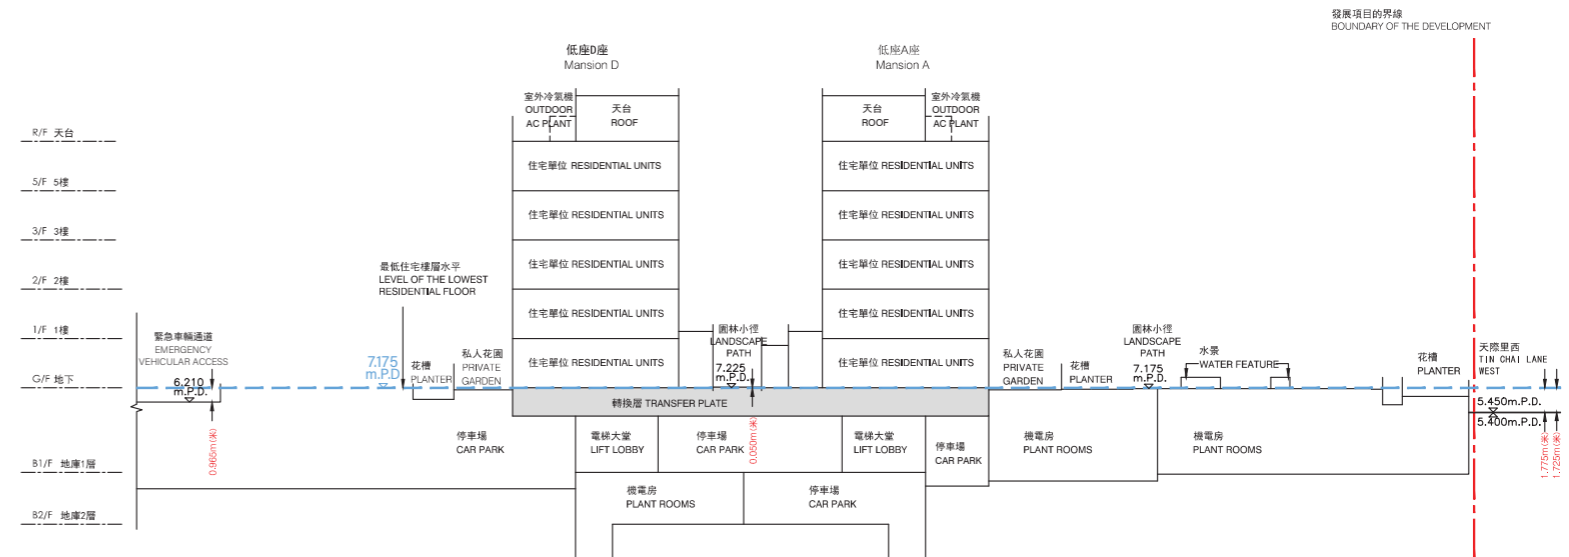 發展項目的界線
BOUNDARY OF THE DEVELOPMENT
低座D座
Mansion D
低座A座
Mansion A
室外冷氣機
OUTDOOR
AC PLANT
天台
ROOF
天台
ROOF
室外冷氣機
OUTDOOR
AC PLANT
R/F 天台
5/F 5樓
3/F 3樓
2/F 2樓
1/F 1樓
G/F 地下
B1/F 地庫1層
B2/F 地庫2層
住宅單位 RESIDENTIAL UNITS
住宅單位 RESIDENTIAL UNITS
住宅單位 RESIDENTIAL UNITS
住宅單位 RESIDENTIAL UNITS
住宅單位 RESIDENTIAL UNITS
住宅單位 RESIDENTIAL UNITS
住宅單位 RESIDENTIAL UNITS
住宅單位 RESIDENTIAL UNITS
住宅單位 RESIDENTIAL UNITS
住宅單位 RESIDENTIAL UNITS
最低住宅樓層水平
LEVEL OF THE LOWEST
RESIDENTIAL FLOOR
緊急車輛通道
EMERGENCY
VEHICULAR ACCESS
6.210
m.P.D.
0.965m(米)
7.175
m.P.D
花槽
PLANTER
私人花園
PRIVATE
GARDEN
園林小徑
LANDSCAPE
PATH
7.225
m.P.D.
0.050m(米)
私人花園
PRIVATE
GARDEN
花槽
PLANTER
園林小徑
LANDSCAPE
PATH
7.175
m.P.D.
水景
WATER FEATURE
花槽
PLANTER
天際里西
TIN CHAI LANE
WEST
5.450m.P.D.
5.400m.P.D.
1.775m(米)
1.725m(米)
轉換層 TRANSFER PLATE
停車場
CAR PARK
電梯大堂
LIFT LOBBY
停車場
CAR PARK
電梯大堂
LIFT LOBBY
停車場
CAR PARK
機電房
PLANT ROOMS
機電房
PLANT ROOMS
機電房
PLANT ROOMS
停車場
CAR PARK